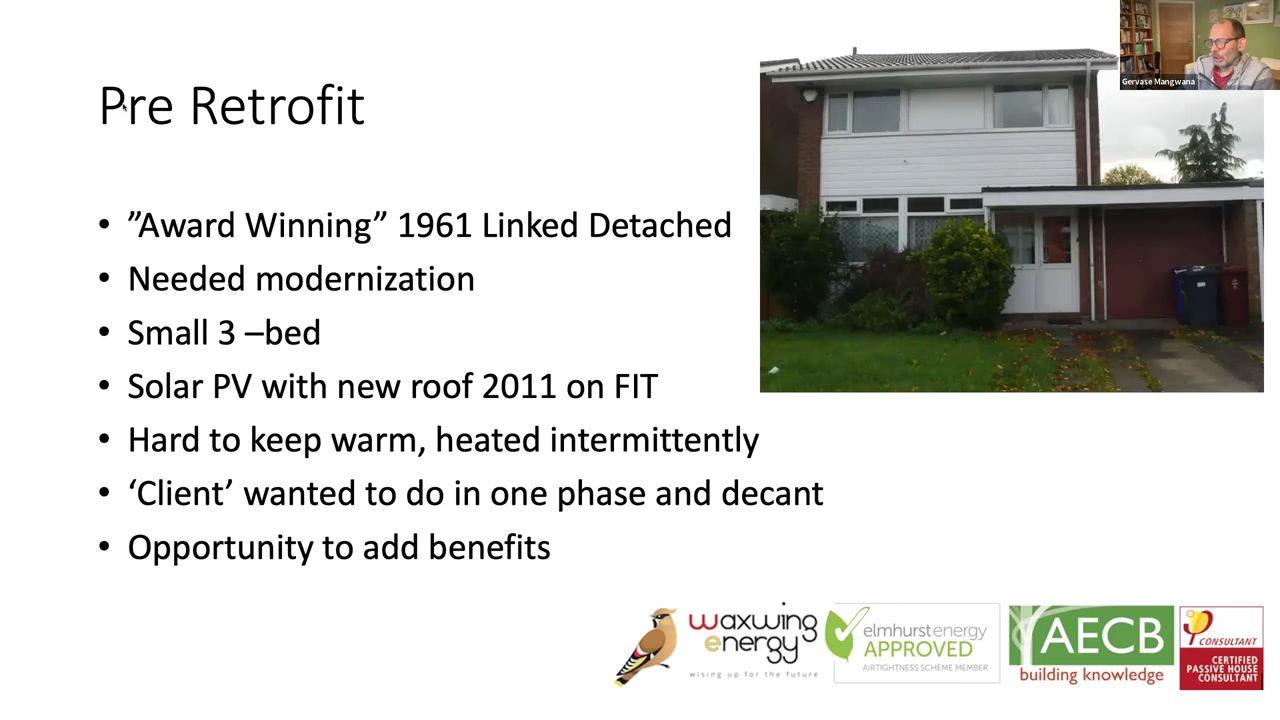 Gervase Mangwana
Pre Retrofit
• ”Award Winning” 1961 Linked Detached
• Needed modernization
• Small 3 –bed
• Solar PV with new roof 2011 on FIT
• Hard to keep warm, heated intermittently
• ‘Client’ wanted to do in one phase and decant
• Opportunity to add benefits
waxwing
energy
wising up for the future
elmhurst energy
APPROVED
AIRTIGHTNESS SCHEME MEMBER
AECB
building knowledge
CONSULTANT
CERTIFIED
PASSIVE HOUSE
CONSULTANT